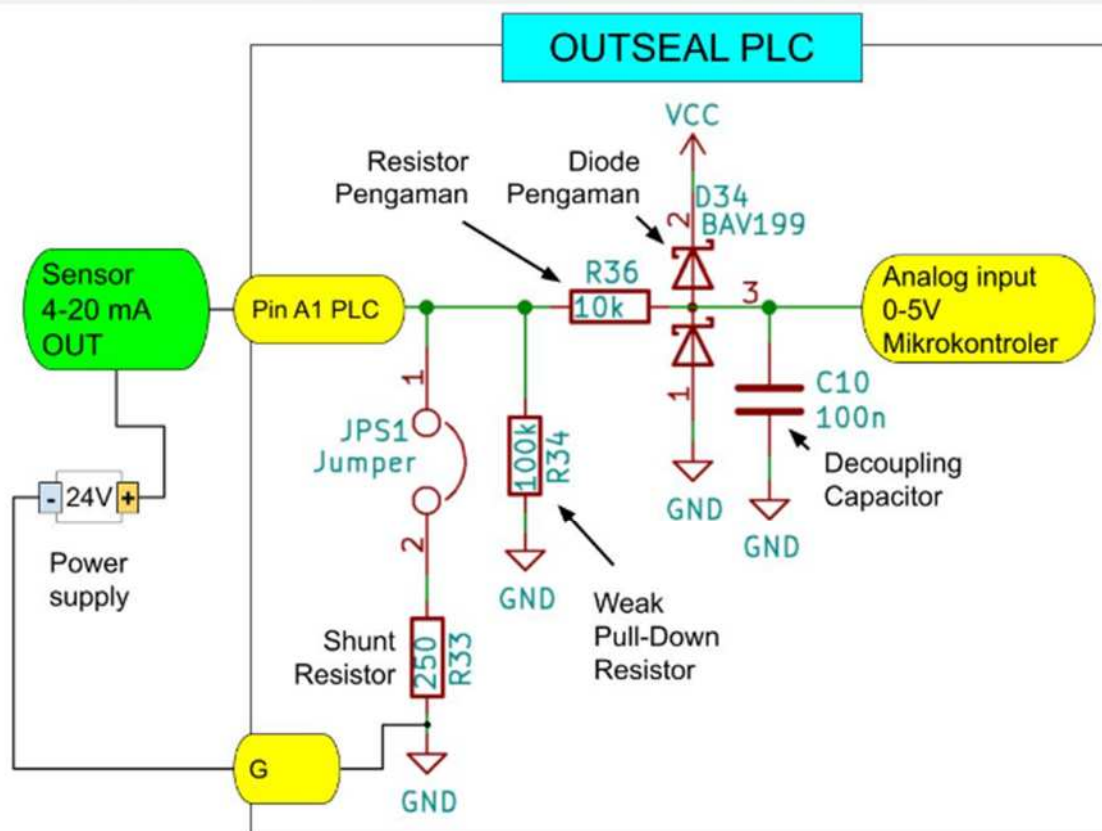 OUTSEAL PLC
VCC
Resistor
Pengaman
Diode
Pengaman
D34
2
BAV199
Sensor
4-20 mA
OUT
Pin A1 PLC
R36
10k
3
Analog input
0-5V
Mikrokontroler
1
JPS1
Jumper
2
100k
R34
1
C10
100n
Decoupling
Capacitor
GND
GND
GND
- 24V +
Power
supply
Weak
Pull-Down
Resistor
Shunt
Resistor
250
R33
G
GND